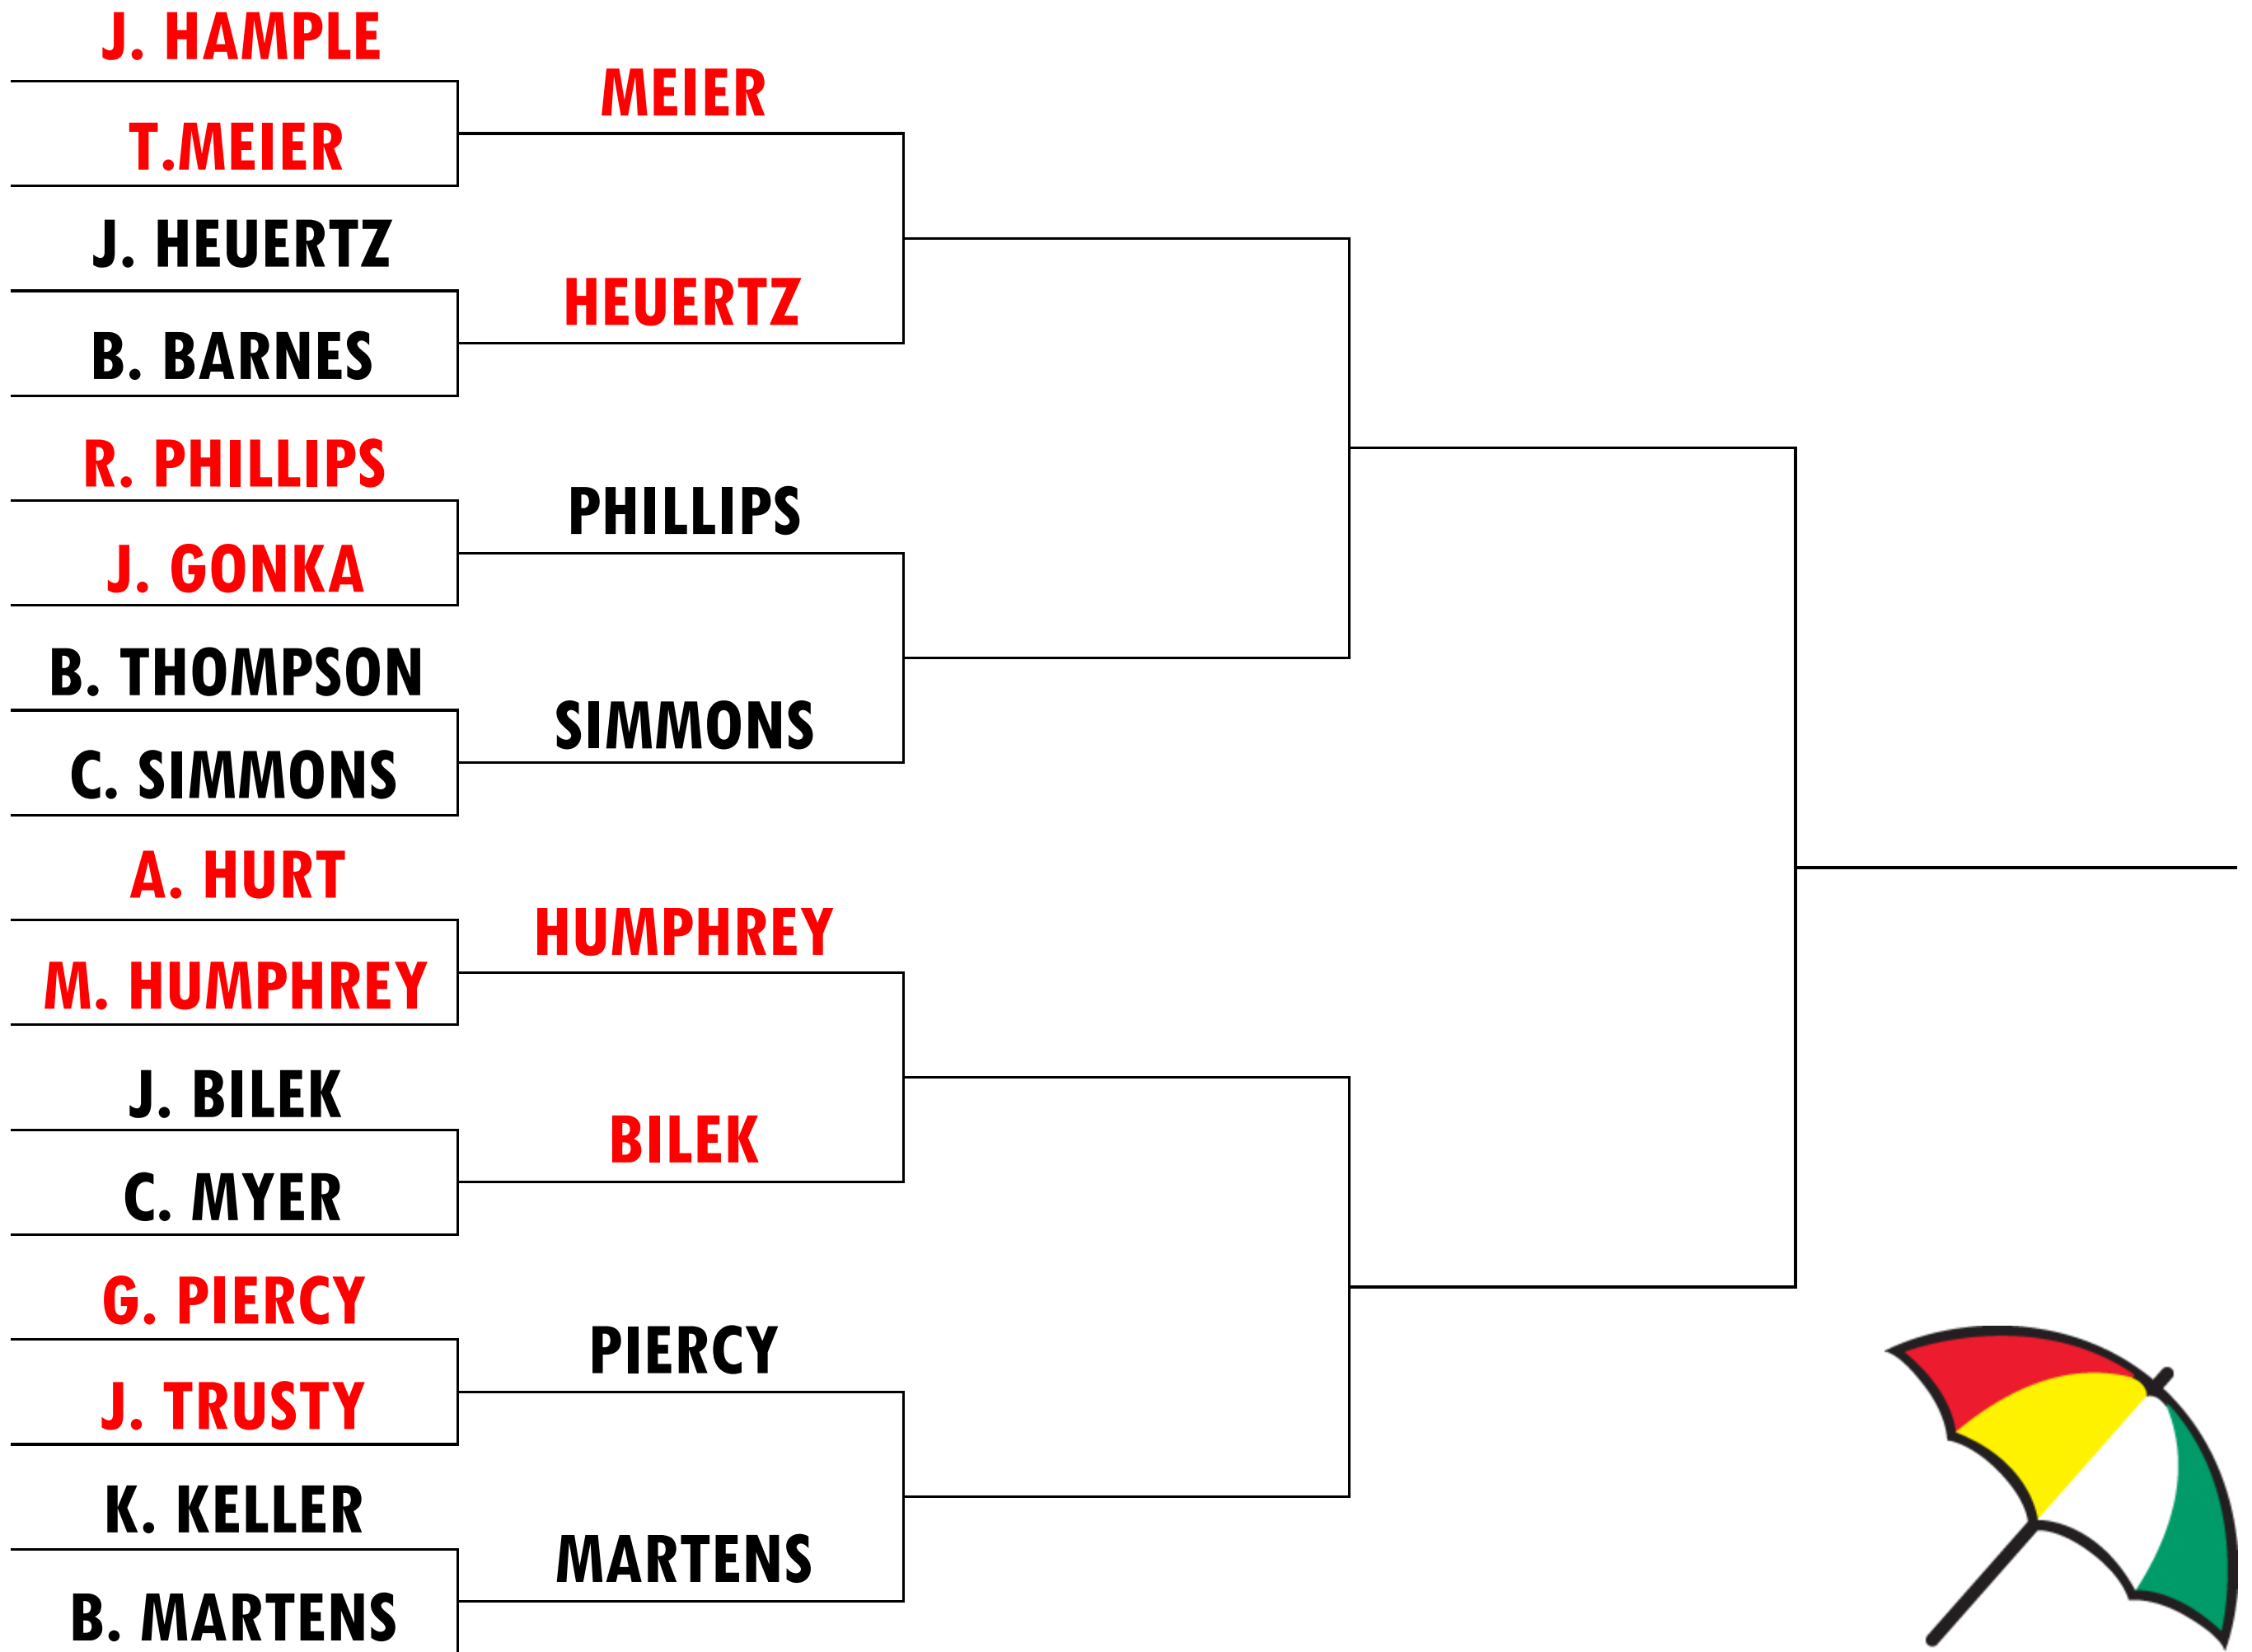 J. HAMPLE
T.MEIER
J. HEUERTZ
B. BARNES
R. PHILLIPS
J. GONKA
B. THOMPSON
C. SIMMONS
A. HURT
M. HUMPHREY
J. BILEK
C. MYER
G. PIERCY
J. TRUSTY
K. KELLER
B. MARTENS
MEIER
HEUERTZ
PHILLIPS
SIMMONS
HUMPHREY
BILEK
PIERCY
MARTENS